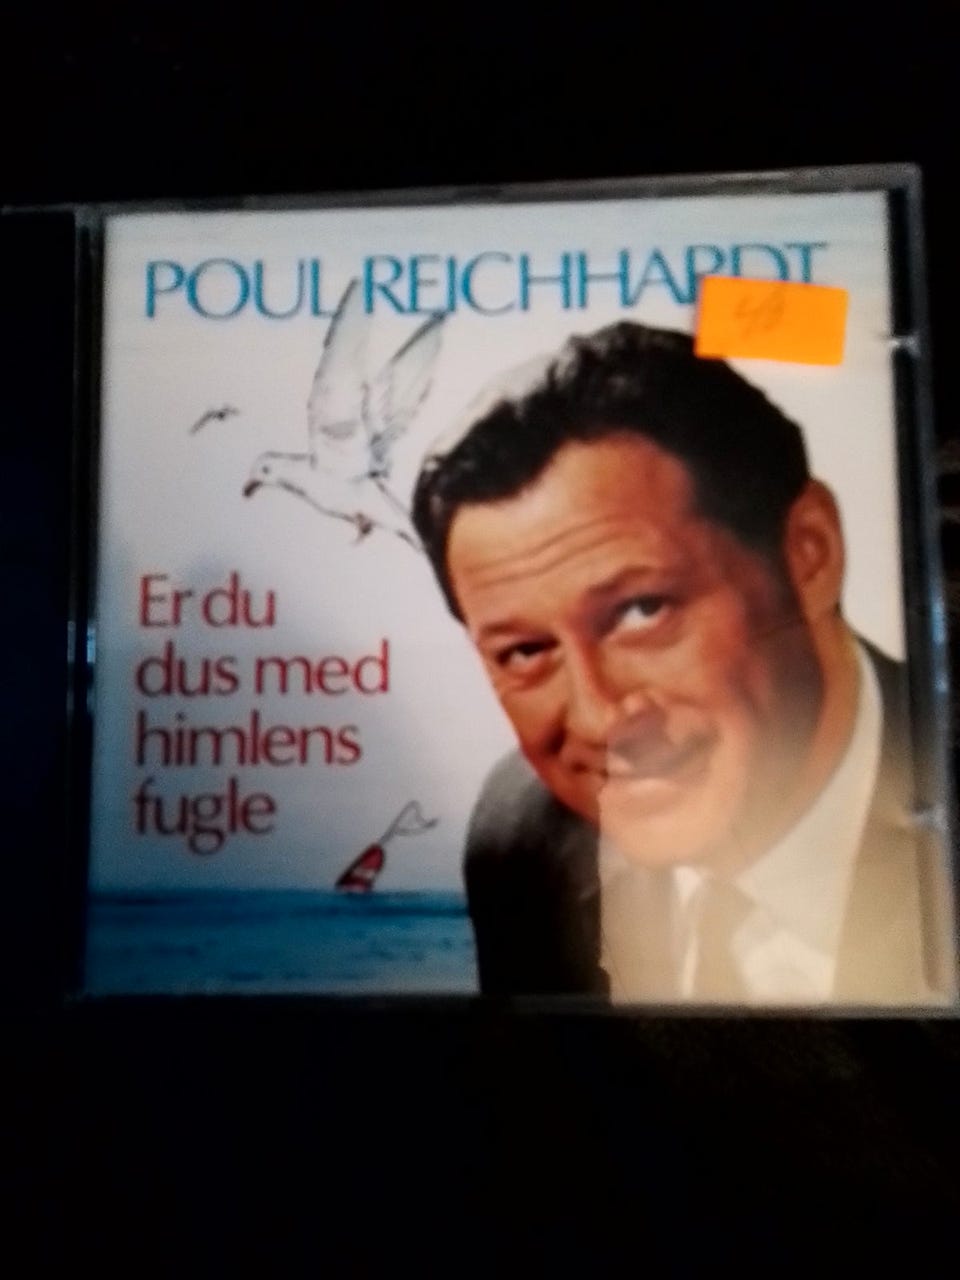 POUL REICHHARDT
Er du
dus med
himlens
fugle